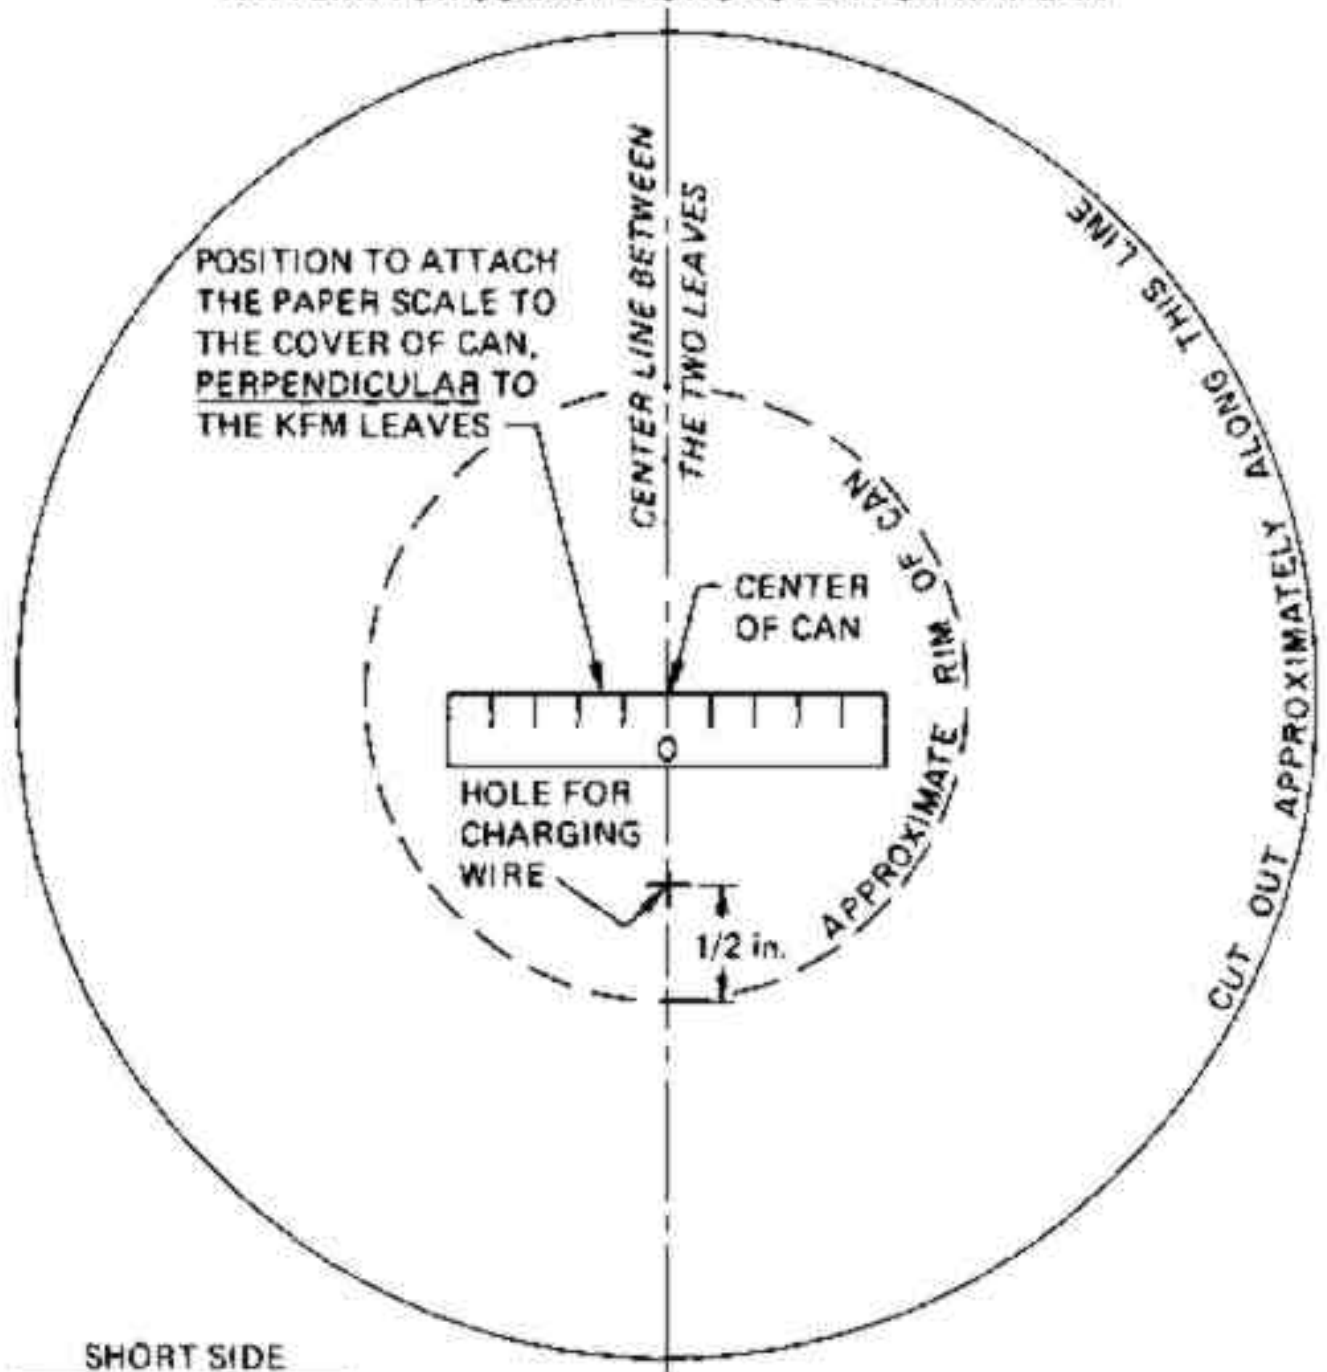 CENTER LINE BETWEEN
THE TWO LEAVES
POSITION TO ATTACH
THE PAPER SCALE TO
THE COVER OF CAN,
PERPENDICULAR TO
THE KFM LEAVES
CUT OUT APPROXIMATELY ALONG THIS LINE
APPROXIMATE RIM OF CAN
CENTER
OF CAN
0
HOLE FOR
CHARGING
WIRE
1/2 in.
SHORT SIDE